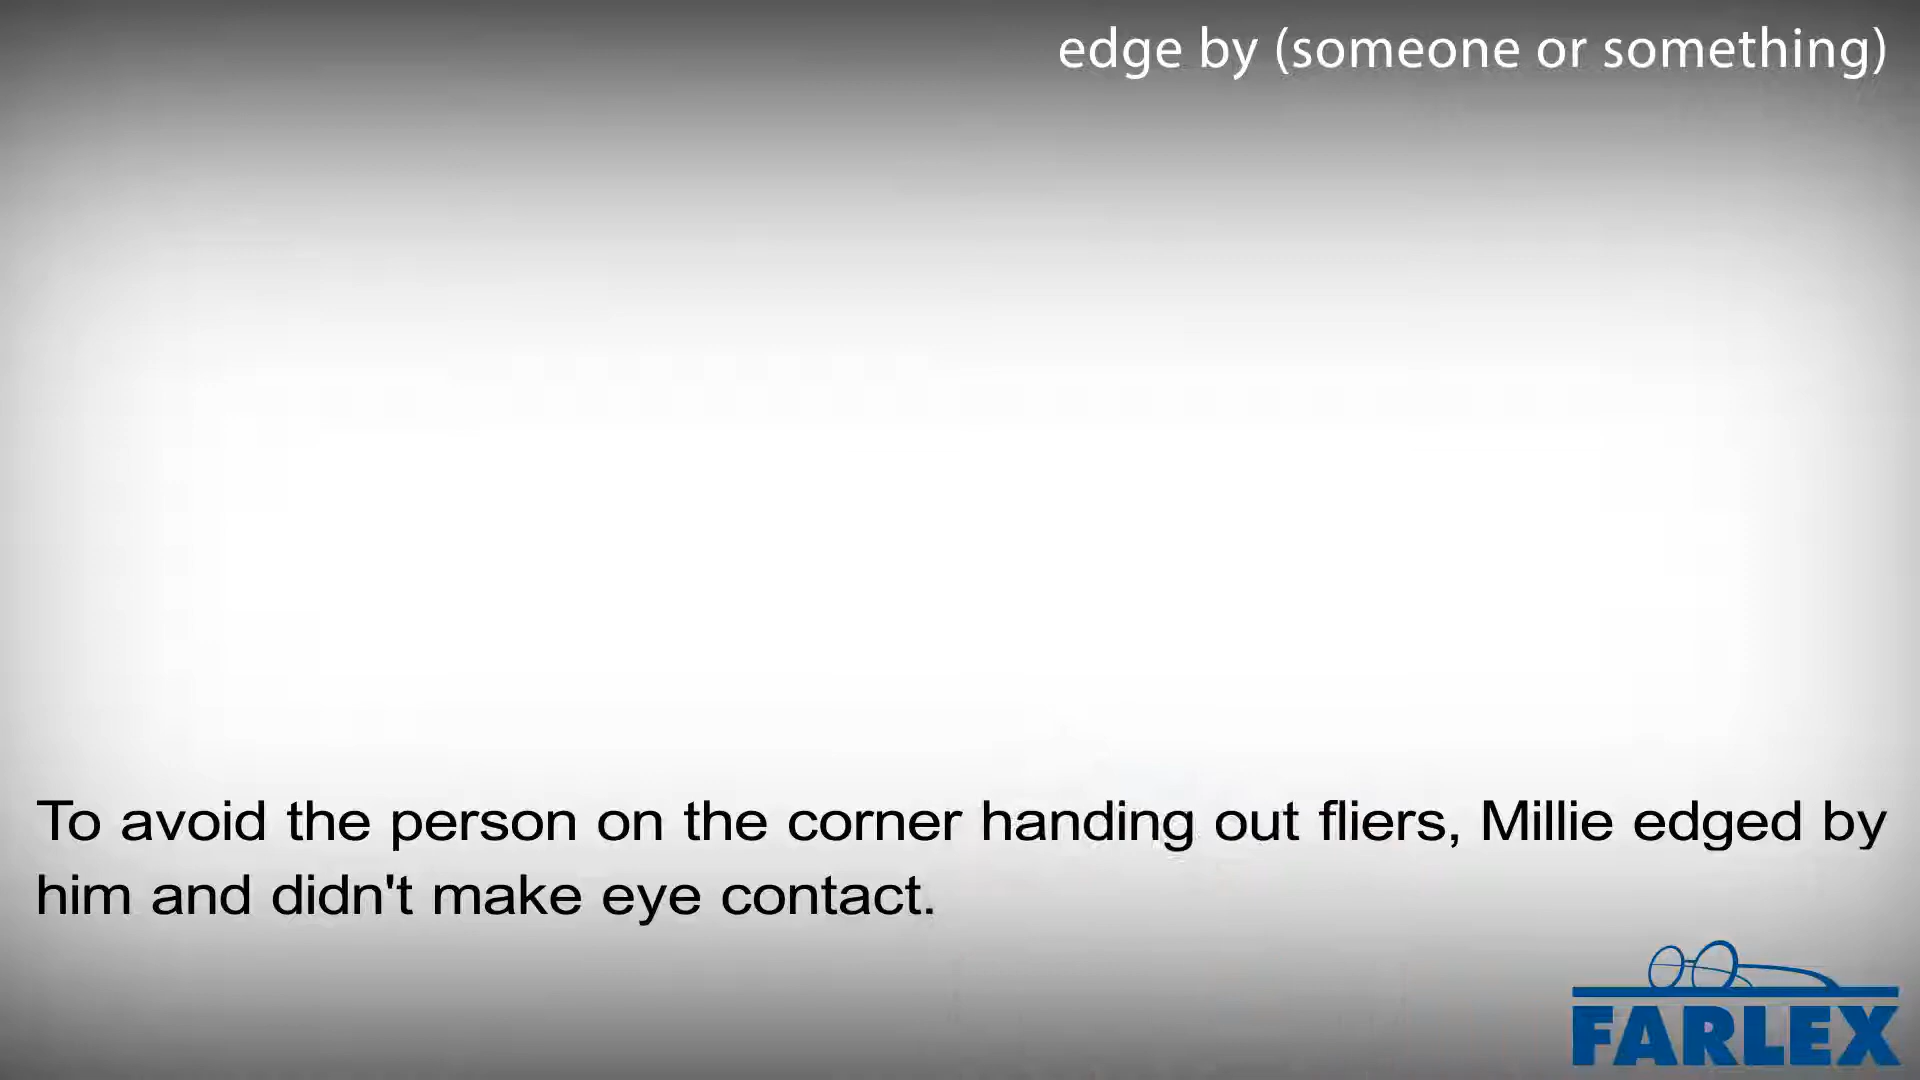 edge by (someone or something)
To avoid the person on the corner handing out fliers, Millie edged by
him and didn't make eye contact.
FARLEX